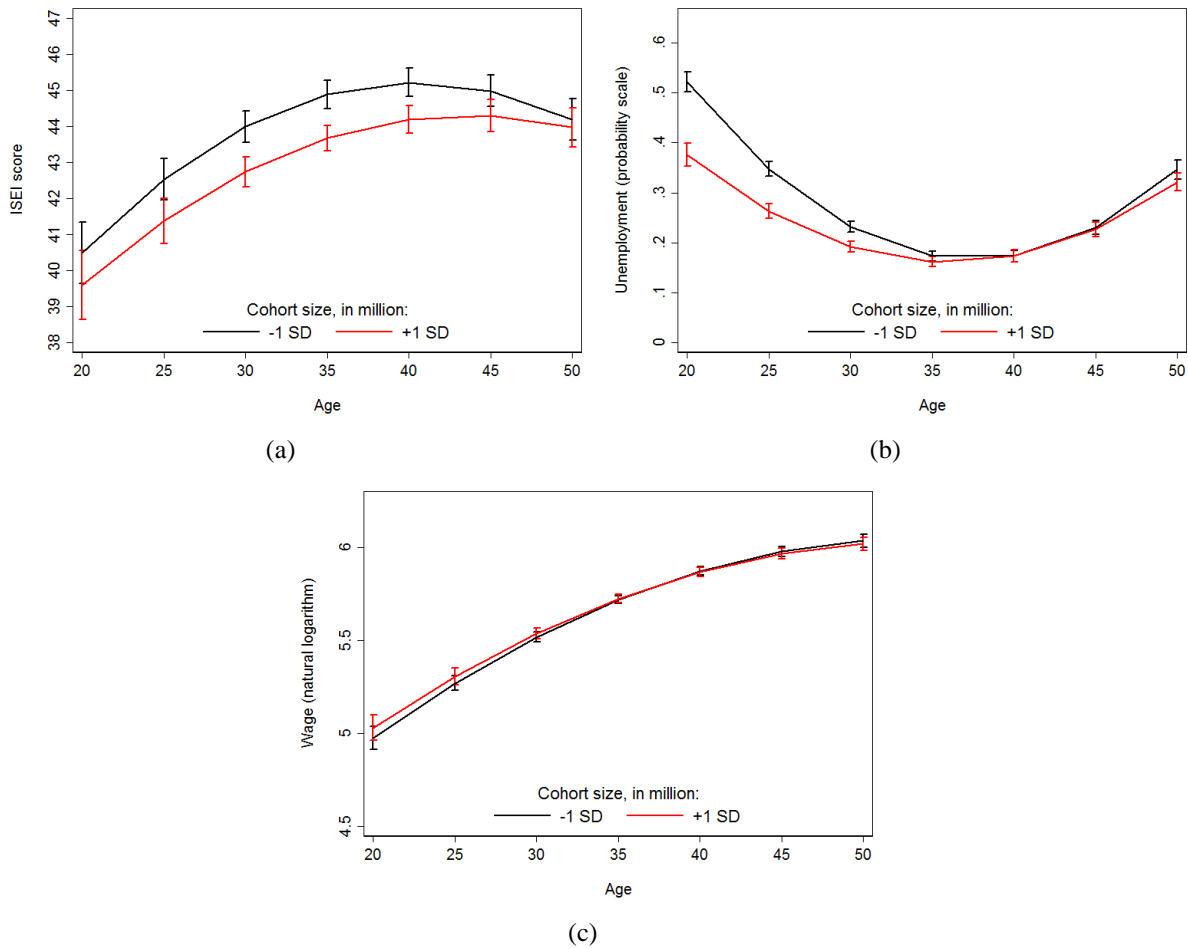 ISEI score
47
46
45
44
43
42
41
40
39
38
Cohort size, in million:
-1 SD +1 SD
20 25 30 35 40 45 50
Age
(a)
Unemployment (probability scale)
.6
.5
.4
.3
.2
.1
0
Cohort size, in million:
-1 SD +1 SD
20 25 30 35 40 45 50
Age
(b)
Wage (natural logarithm)
6
5.5
5
4.5
Cohort size, in million:
-1 SD +1 SD
20 25 30 35 40 45 50
Age
(c)